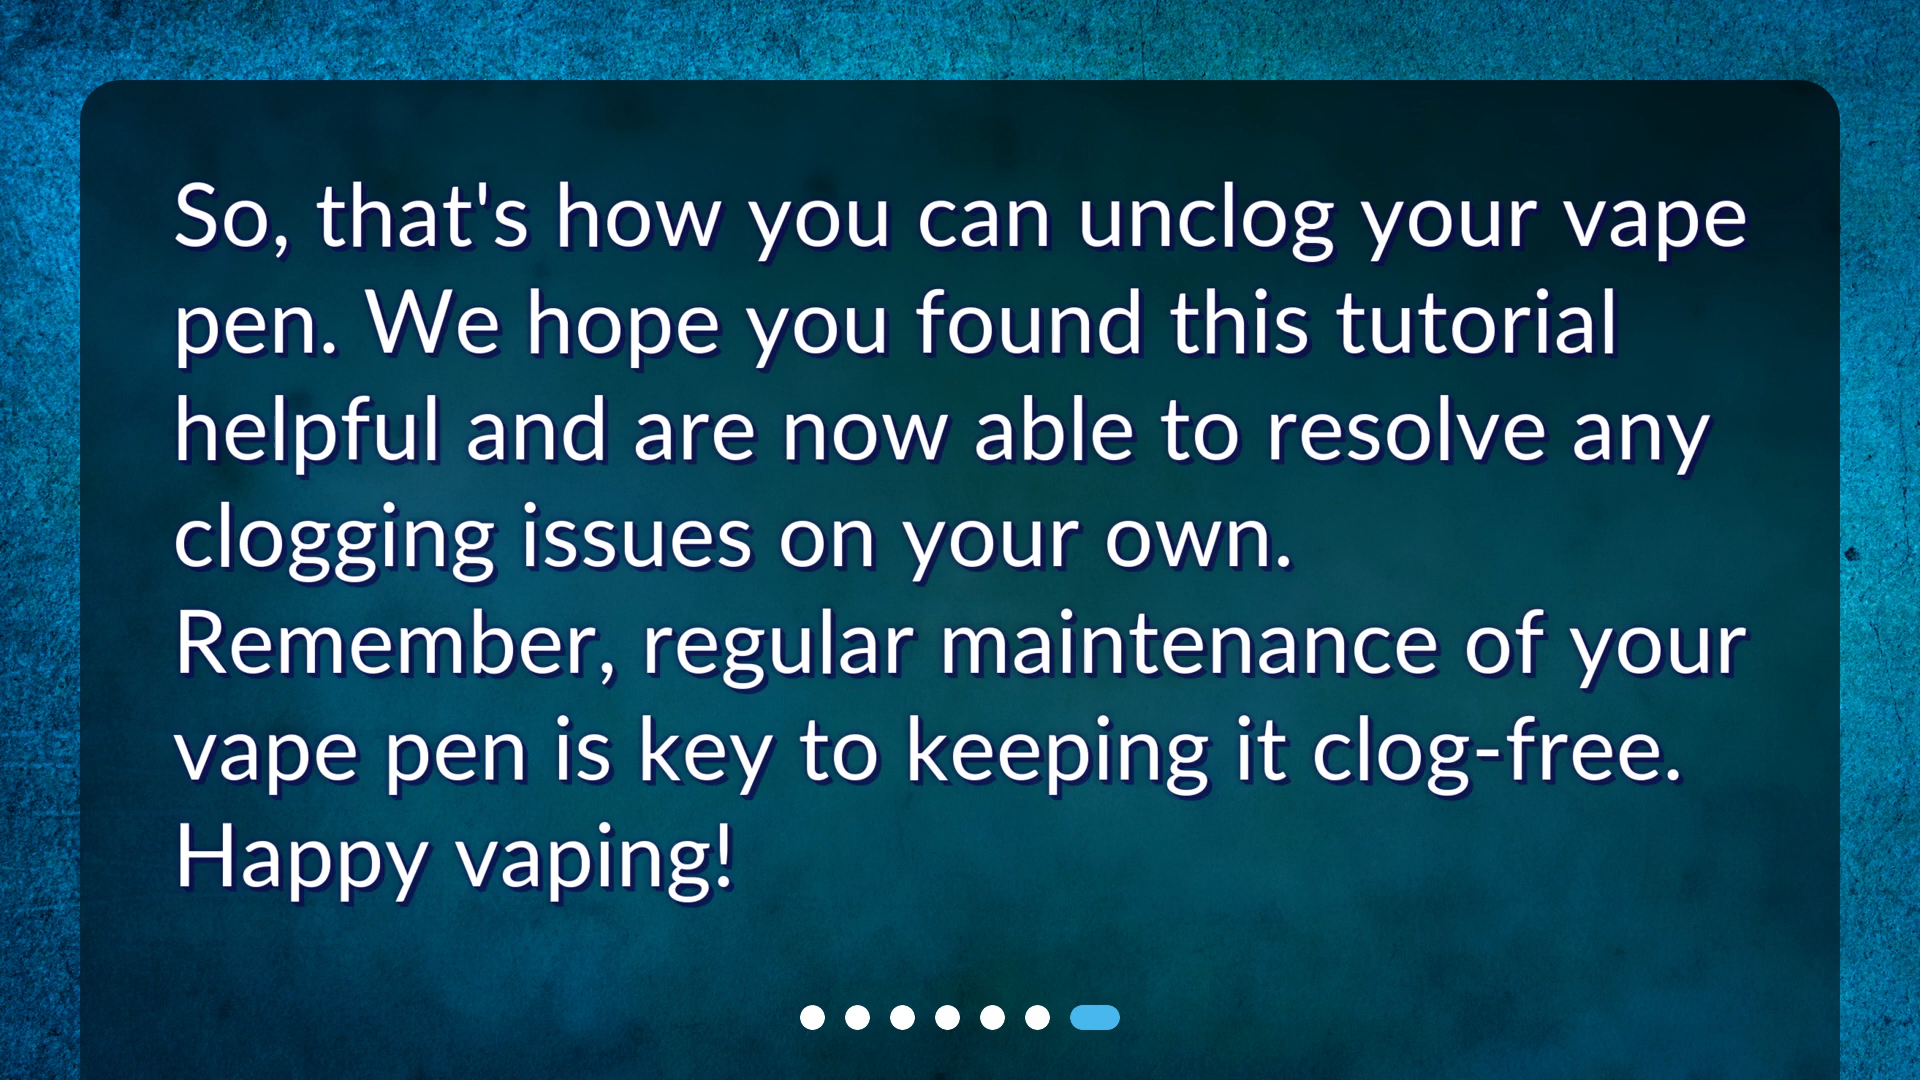 So, that's how you can unclog your vape
pen. We hope you found this tutorial
helpful and are now able to resolve any
clogging issues on your own.
Remember, regular maintenance of your
vape pen is key to keeping it clog-free.
Happy vaping!